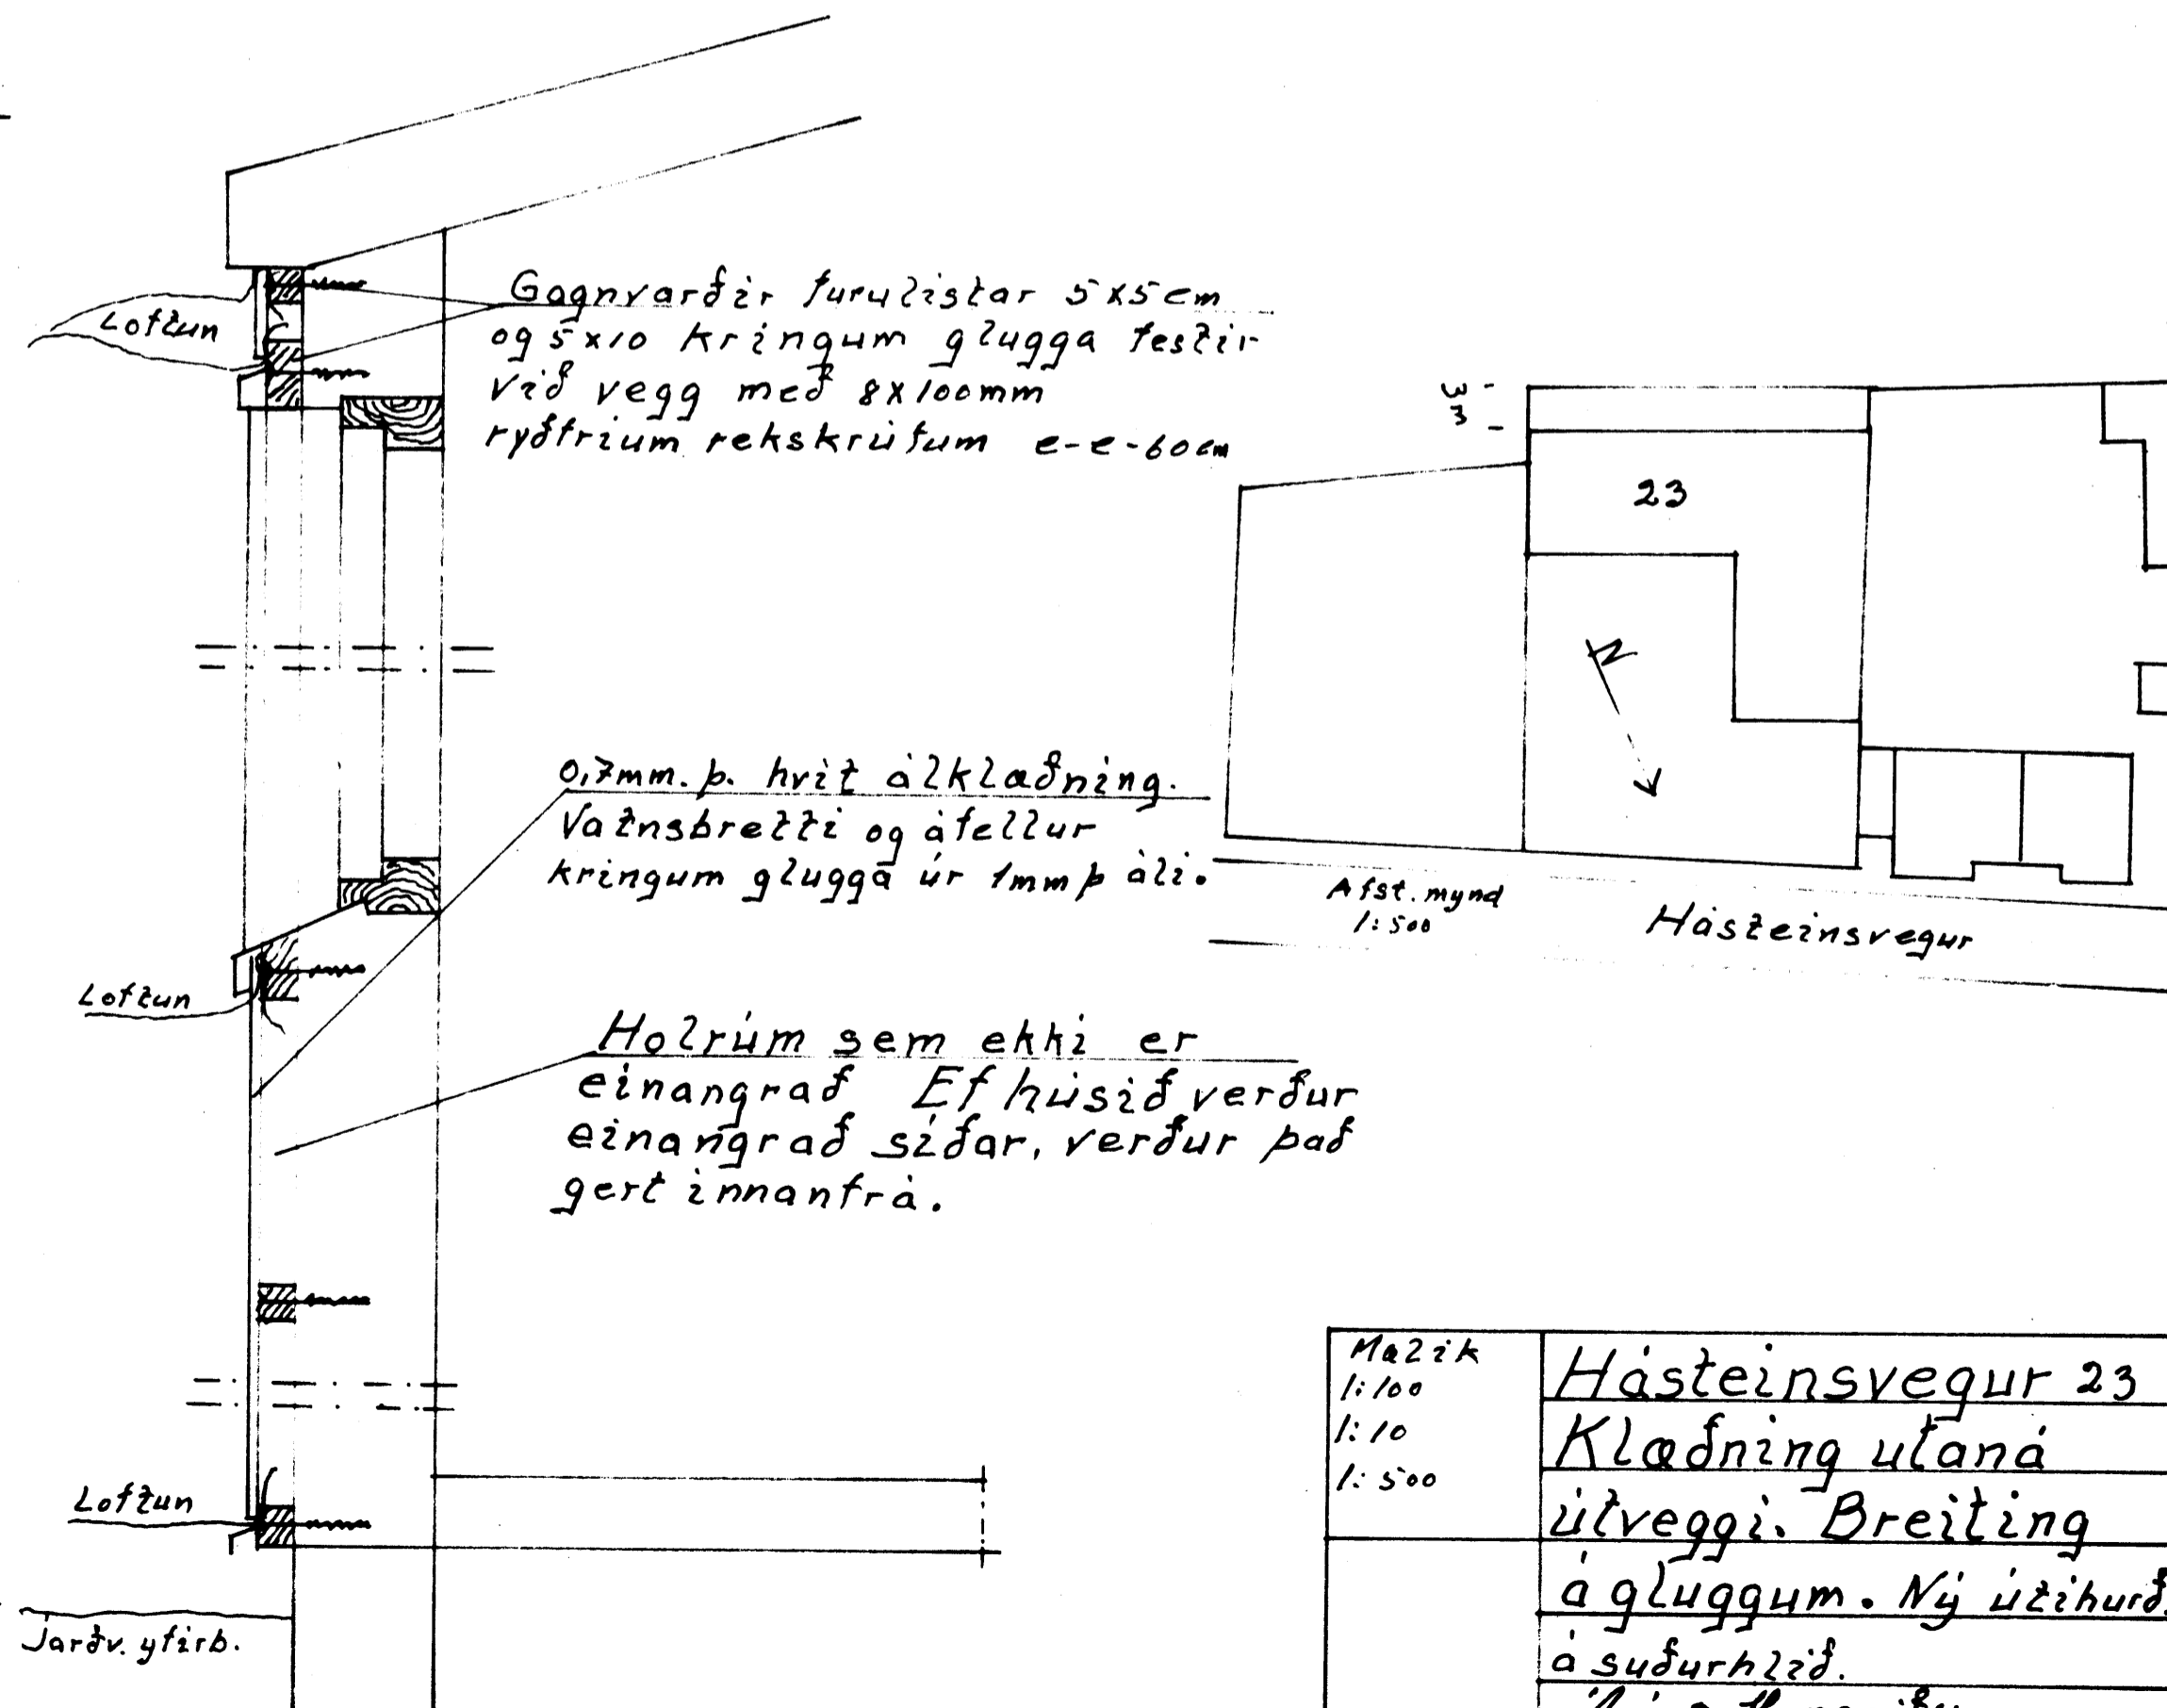 Loftun
Gagnvarðir furulistar 5x5cm
og 5x10 kringum glugga festir
við vegg með 8x100mm
ryðfríum rekskrúfum c-c-60cm
3m
23
N
0,7mm. þ. hvít álklæðning.
Vatnsbretti og áfellur
kringum glugga úr 1mm þ áli.
Afst. mynd
1:500
Hásteinsvegur
Loftun
Holrúm sem ekki er
einangrað Ef húsið verður
einangrað síðar, verður það
gert innanfrá.
Loftun
Jarðv. yfirb.
Mælik
1:100
1:10
1:500
Hásteinsvegur 23
Klæðning utaná
útveggi. Breiting
á gluggum. Ný útihurð
á suðurhlið.